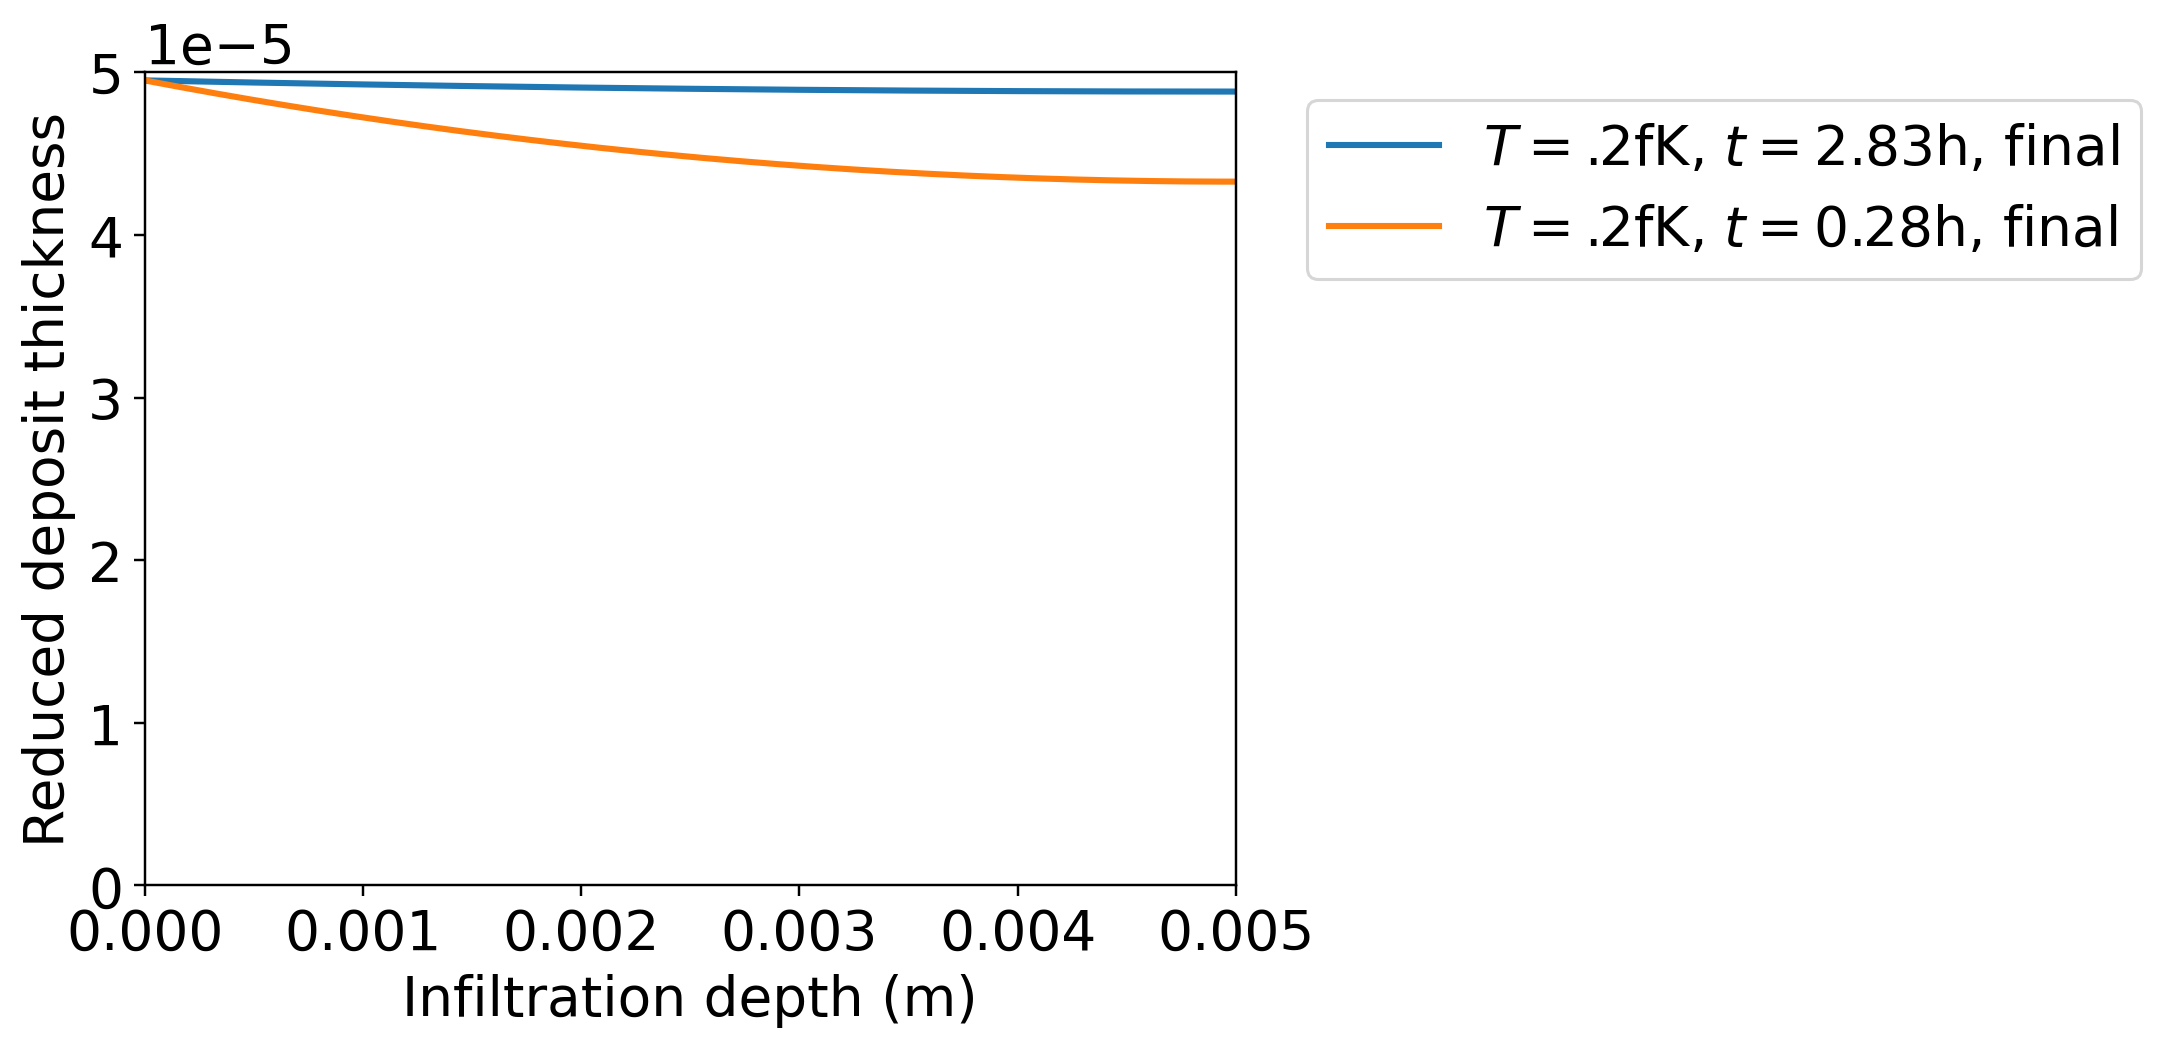 1e−5
5
4
3
2
1
0
Reduced deposit thickness
0.000 0.001 0.002 0.003 0.004 0.005
Infiltration depth (m)
T = .2fK, t = 2.83h, final
T = .2fK, t = 0.28h, final